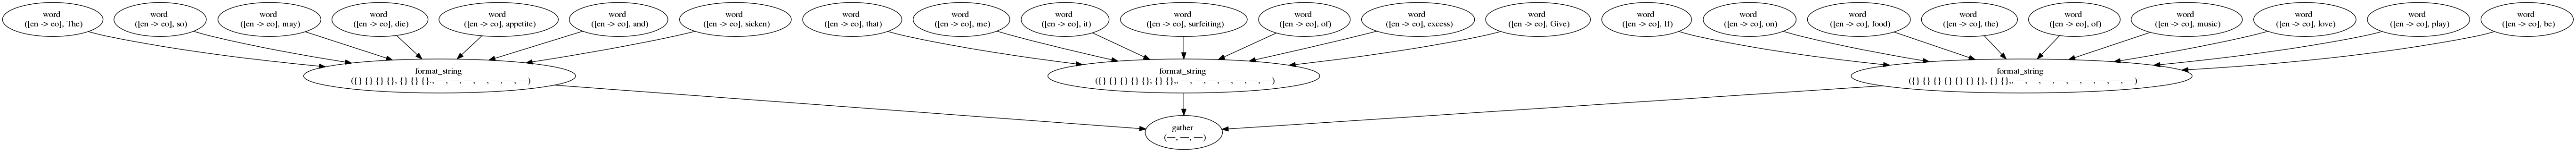 word
([en -> eo], The)
word
([en -> eo], so)
word
([en -> eo], may)
word
([en -> eo], die)
word
([en -> eo], appetite)
word
([en -> eo], and)
word
([en -> eo], sicken)
word
([en -> eo], that)
word
([en -> eo], me)
word
([en -> eo], it)
word
([en -> eo], surfeiting)
word
([en -> eo], of)
word
([en -> eo], excess)
word
([en -> eo], Give)
word
([en -> eo], If)
word
([en -> eo], on)
word
([en -> eo], food)
word
([en -> eo], the)
word
([en -> eo], of)
word
([en -> eo], music)
word
([en -> eo], love)
word
([en -> eo], play)
word
([en -> eo], be)
format_string
({} {} {} {}, {} {} {}., —, —, —, —, —, —, —)
format_string
({} {} {} {} {}; {} {},, —, —, —, —, —, —, —)
format_string
({} {} {} {} {} {} {}, {} {},, —, —, —, —, —, —, —, —, —)
gather
(—, —, —)